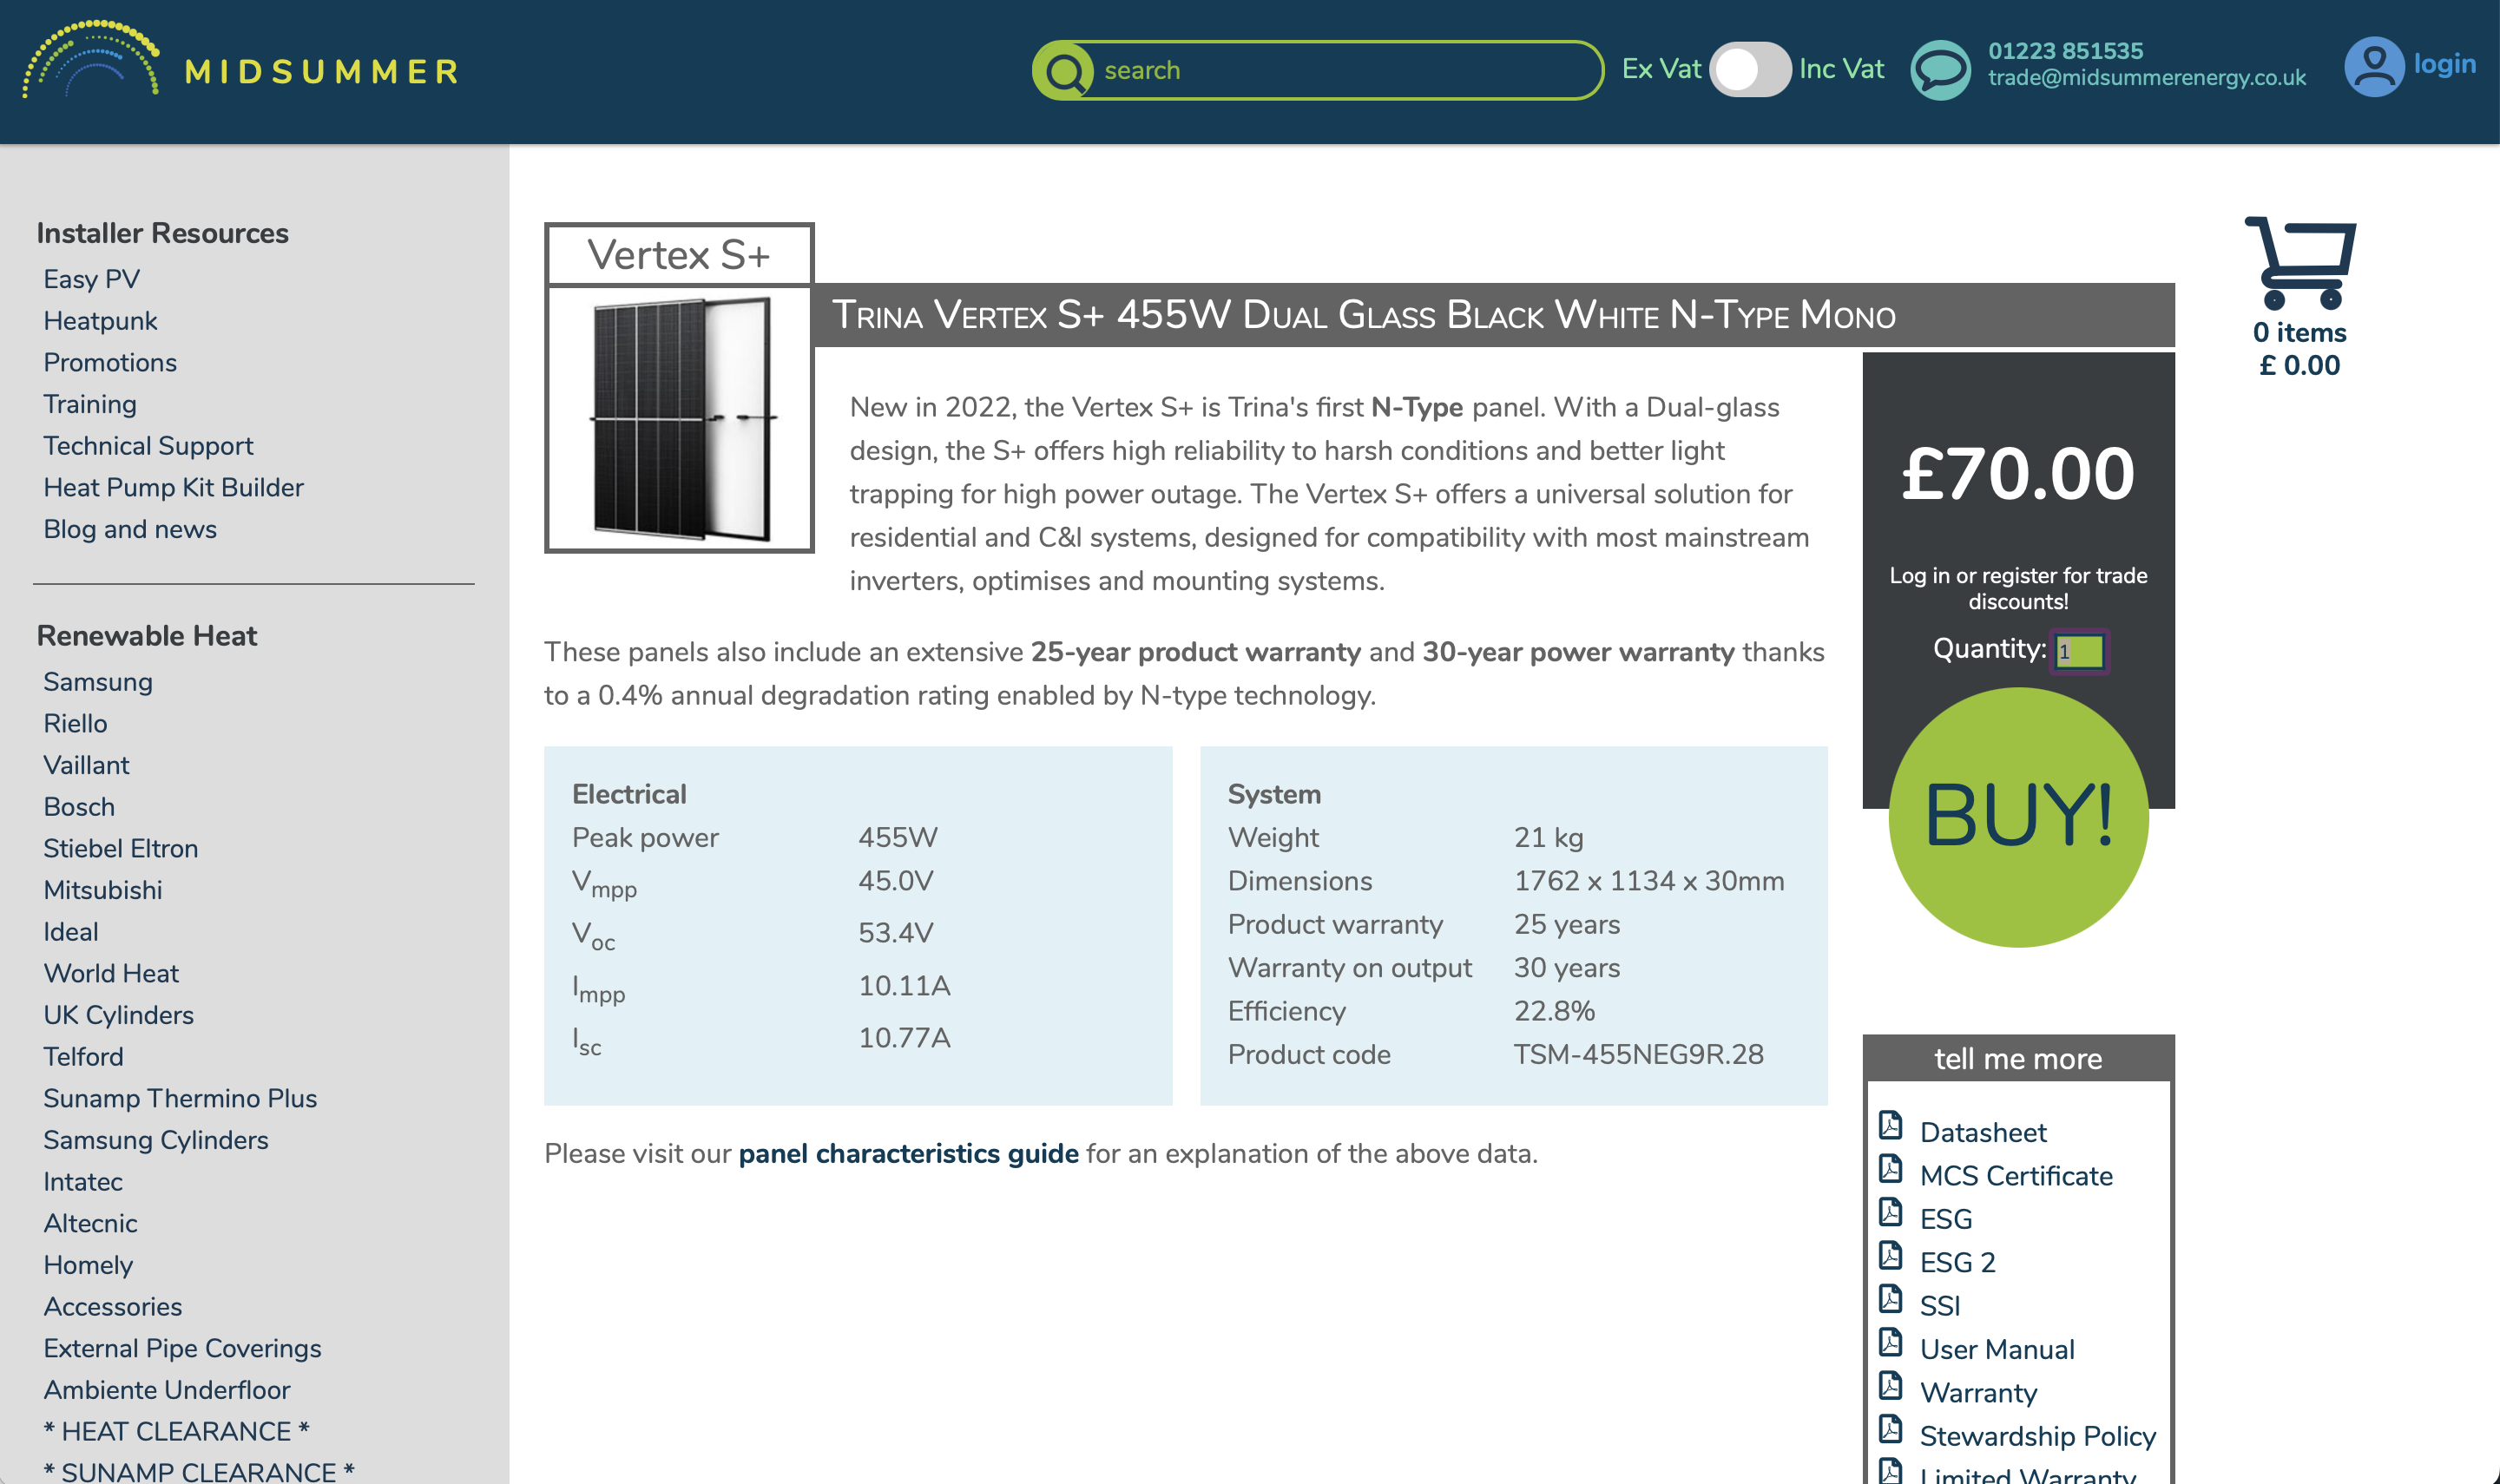 MIDSUMMER
search
Ex Vat
Inc Vat
01223 851535
trade@midsummerenergy.co.uk
login
Installer Resources
Easy PV
Heatpunk
Promotions
Training
Technical Support
Heat Pump Kit Builder
Blog and news
Renewable Heat
Samsung
Riello
Vaillant
Bosch
Stiebel Eltron
Mitsubishi
Ideal
World Heat
UK Cylinders
Telford
Sunamp Thermino Plus
Samsung Cylinders
Intatec
Altecnic
Homely
Accessories
External Pipe Coverings
Ambiente Underfloor
* HEAT CLEARANCE *
* SUNAMP CLEARANCE *
Vertex S+
Trina Vertex S+ 455W Dual Glass Black White N-Type Mono
New in 2022, the Vertex S+ is Trina's first N-Type panel. With a Dual-glass
design, the S+ offers high reliability to harsh conditions and better light
trapping for high power outage. The Vertex S+ offers a universal solution for
residential and C&I systems, designed for compatibility with most mainstream
inverters, optimises and mounting systems.
These panels also include an extensive 25-year product warranty and 30-year power warranty thanks
to a 0.4% annual degradation rating enabled by N-type technology.
Electrical
Peak power 455W
Vmpp 45.0V
Voc 53.4V
Impp 10.11A
Isc 10.77A
System
Weight 21 kg
Dimensions 1762 x 1134 x 30mm
Product warranty 25 years
Warranty on output 30 years
Efficiency 22.8%
Product code TSM-455NEG9R.28
Please visit our panel characteristics guide for an explanation of the above data.
£70.00
Log in or register for trade
discounts!
Quantity: 1
BUY!
tell me more
Datasheet
MCS Certificate
ESG
ESG 2
SSI
User Manual
Warranty
Stewardship Policy
Limited Warranty
0 items
£ 0.00